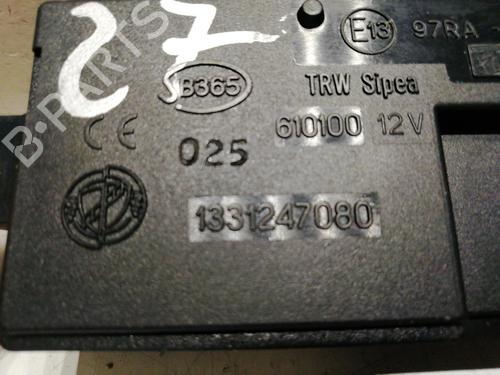 27
E13 97RA
B365 TRW Sipea
CE 025 610100 12V
1331247080
B-PARTS